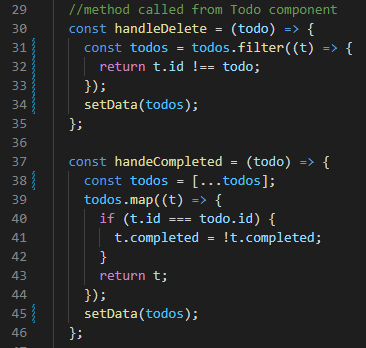 29 //method called from Todo component
30 const handleDelete = (todo) => {
31 const todos = todos.filter((t) => {
32 return t.id !== todo;
33 });
34 setData(todos);
35 };
36
37 const handeCompleted = (todo) => {
38 const todos = [...todos];
39 todos.map((t) => {
40 if (t.id === todo.id) {
41 t.completed = !t.completed;
42 }
43 return t;
44 });
45 setData(todos);
46 };